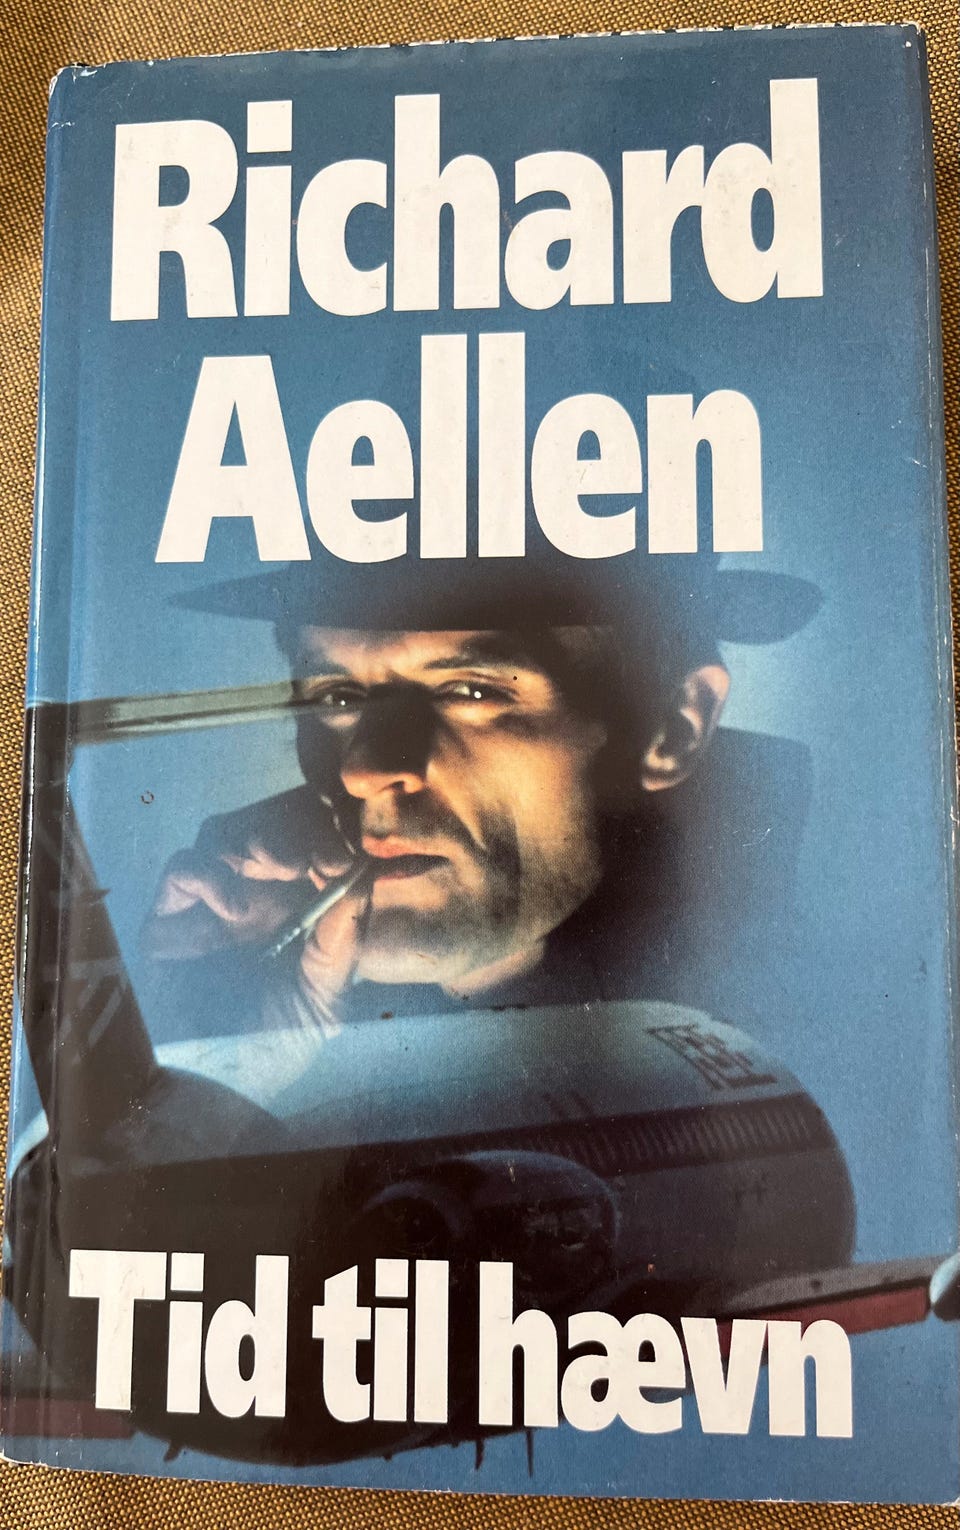 Richard
Aellen
Tid til hævn